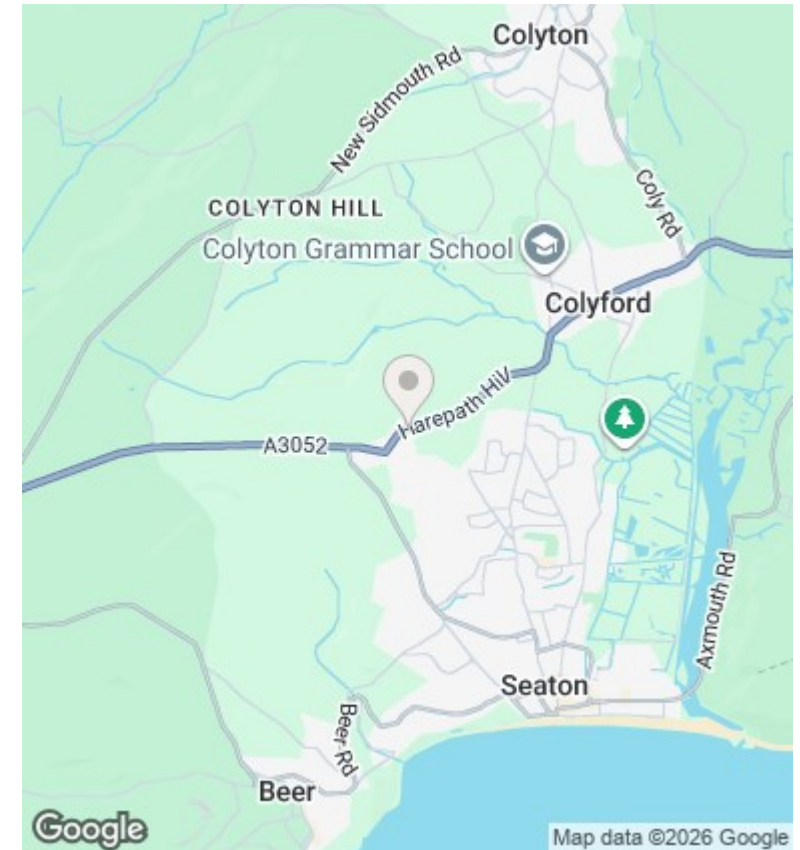 Colyton
New Sidmouth Rd
Coly Rd
COLYTON HILL
Colyton Grammar School
Colyford
Harepath Hil
A3052
Axmouth Rd
Seaton
Beer Rd
Beer
Google
Map data ©2026 Google